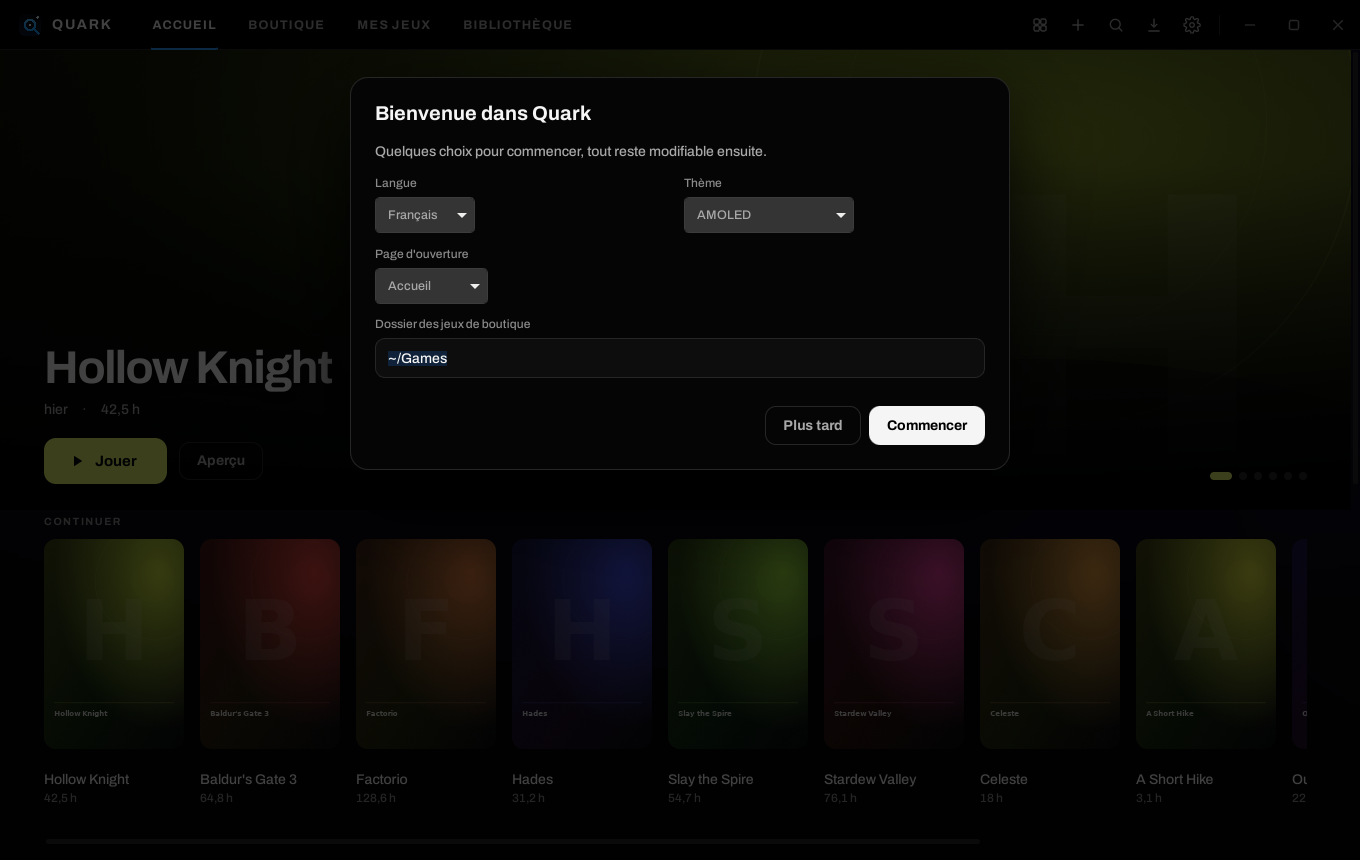 QUARK
ACCUEIL
BOUTIQUE
MES JEUX
BIBLIOTHÈQUE
Bienvenue dans Quark
Quelques choix pour commencer, tout reste modifiable ensuite.
Langue
Thème
Français
AMOLED
Page d'ouverture
Accueil
Dossier des jeux de boutique
~/Games
Plus tard
Commencer
H
Hollow Knight
hier · 42,5 h
Jouer
Aperçu
CONTINUER
H
Hollow Knight
B
Baldur's Gate 3
F
Factorio
H
Hades
S
Slay the Spire
S
Stardew Valley
C
Celeste
A
A Short Hike
Hollow Knight
42,5 h
Baldur's Gate 3
64,8 h
Factorio
128,6 h
Hades
31,2 h
Slay the Spire
54,7 h
Stardew Valley
76,1 h
Celeste
18 h
A Short Hike
3,1 h
Ou
22